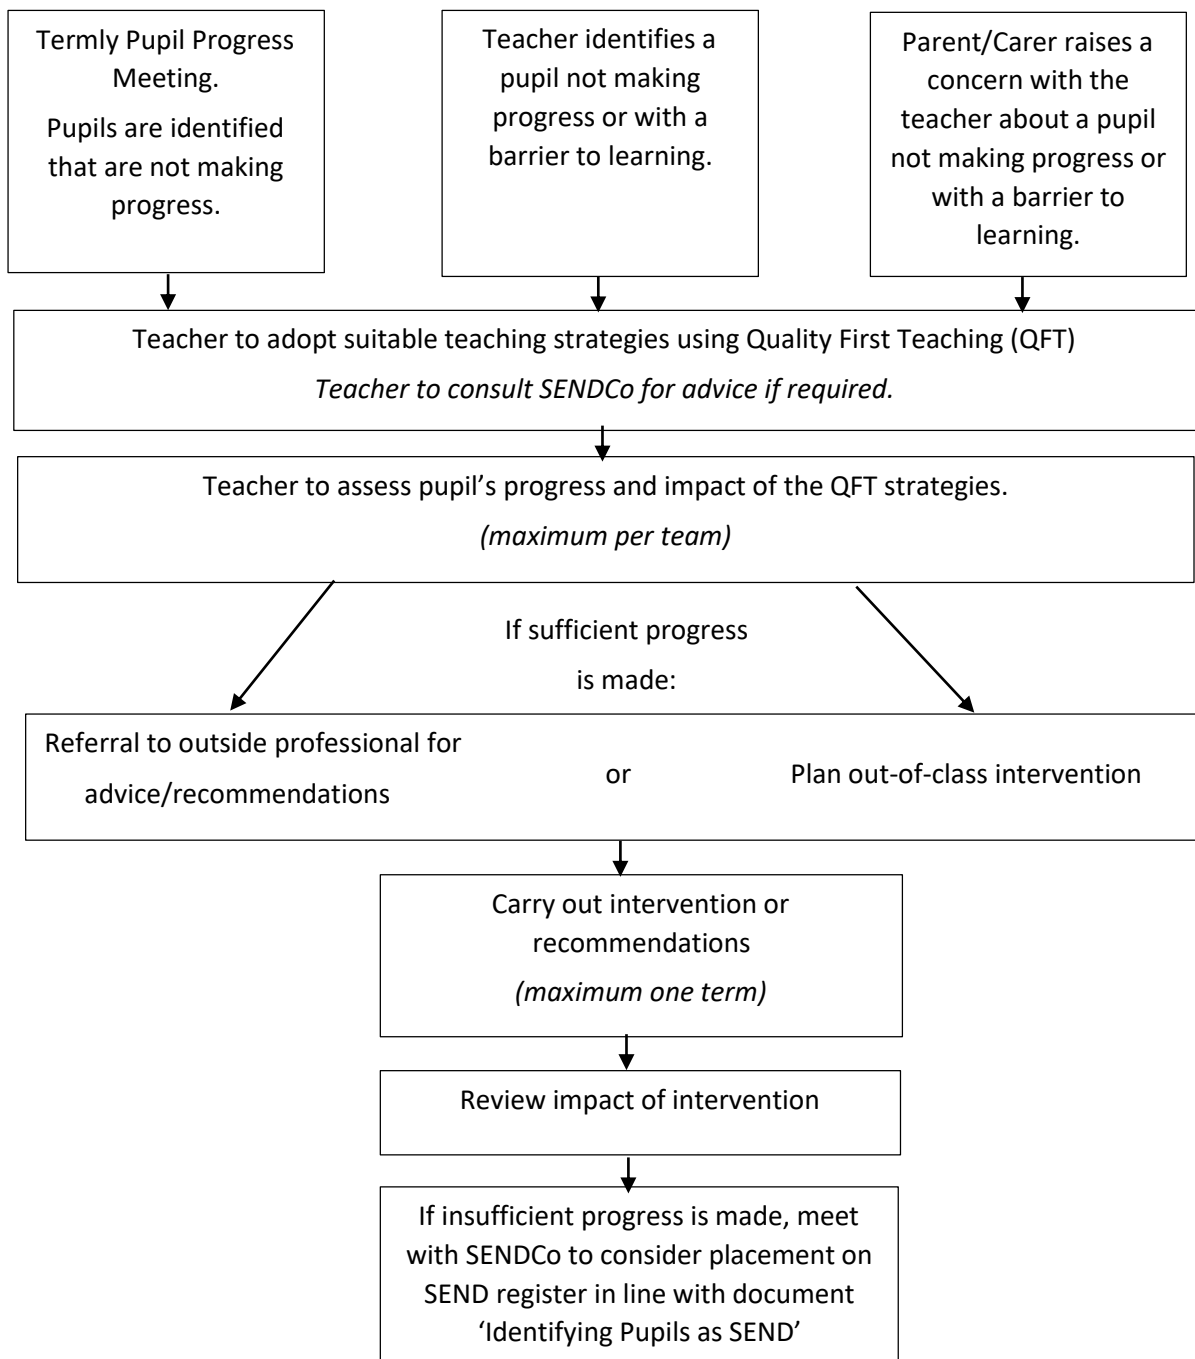 Termly Pupil Progress
Meeting.
Pupils are identified
that are not making
progress.
Teacher identifies a
pupil not making
progress or with a
barrier to learning.
Parent/Carer raises a
concern with the
teacher about a pupil
not making progress or
with a barrier to
learning.
Teacher to adopt suitable teaching strategies using Quality First Teaching (QFT)
Teacher to consult SENDCo for advice if required.
Teacher to assess pupil’s progress and impact of the QFT strategies.
(maximum per team)
If sufficient progress
is made:
Referral to outside professional for
advice/recommendations
or
Plan out-of-class intervention
Carry out intervention or
recommendations
(maximum one term)
Review impact of intervention
If insufficient progress is made, meet
with SENDCo to consider placement on
SEND register in line with document
‘Identifying Pupils as SEND’